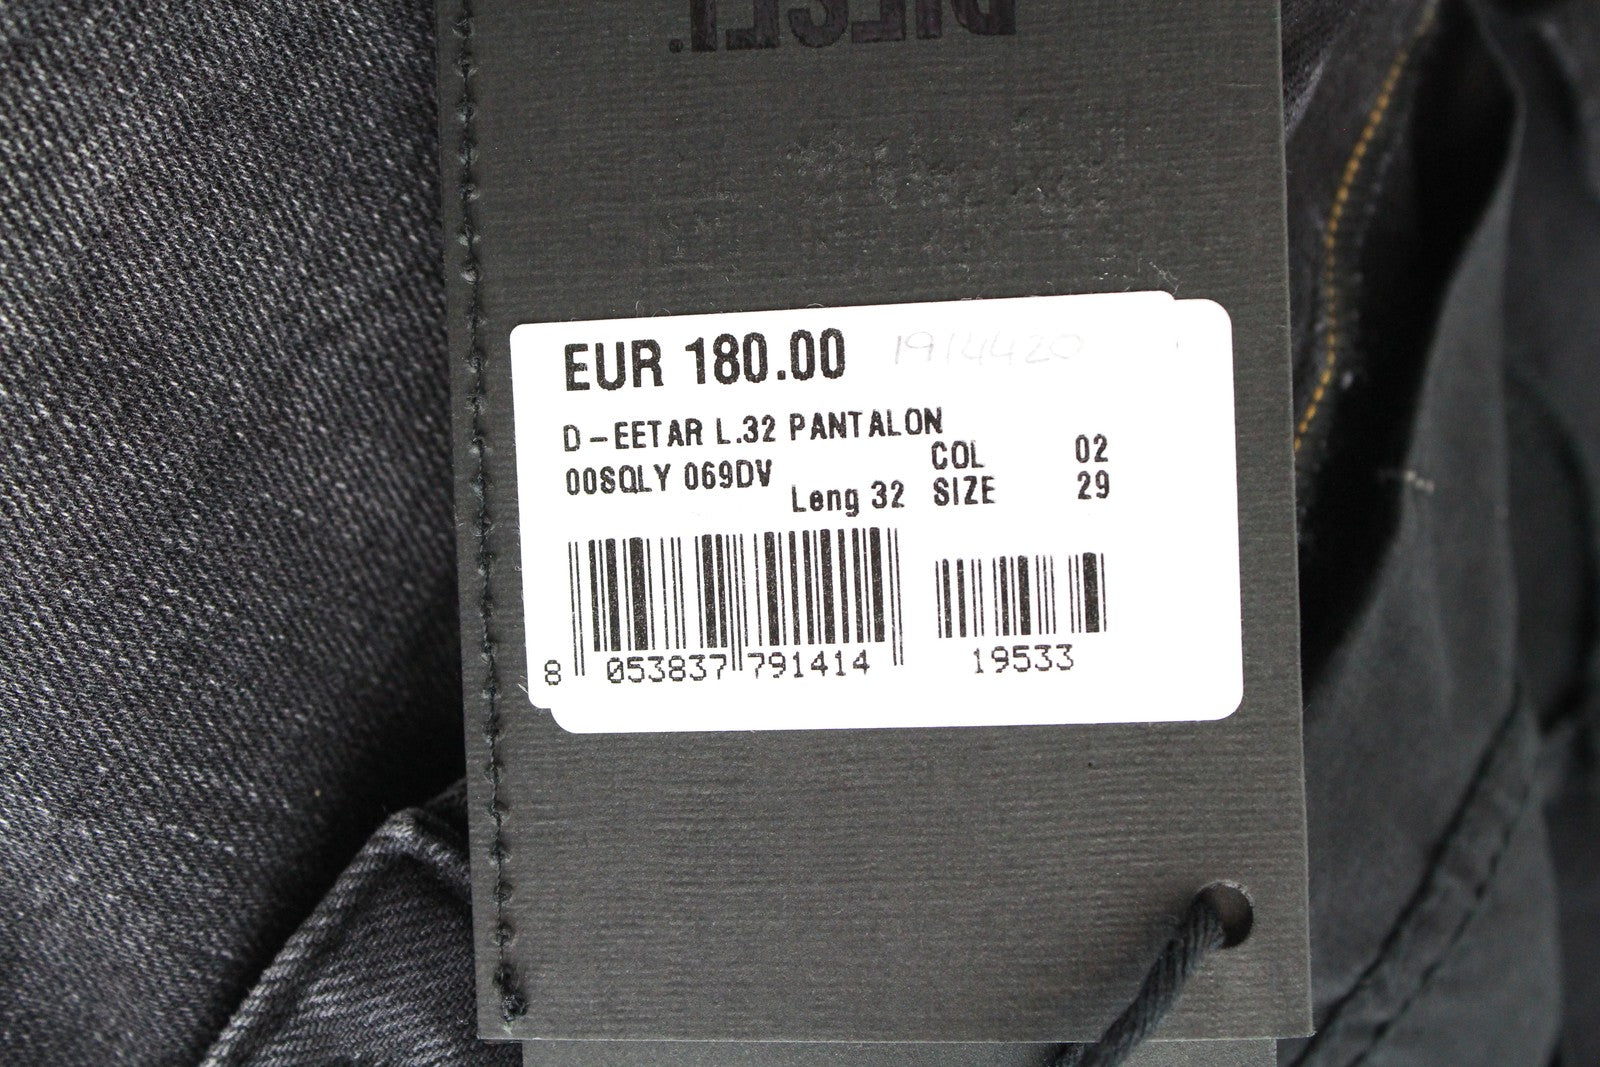 DIESEL
EUR 180.00 1914420
D-EETAR L.32 PANTALON
00SQLY 069DV Leng 32
COL 02
SIZE 29
8 053837 791414
19533